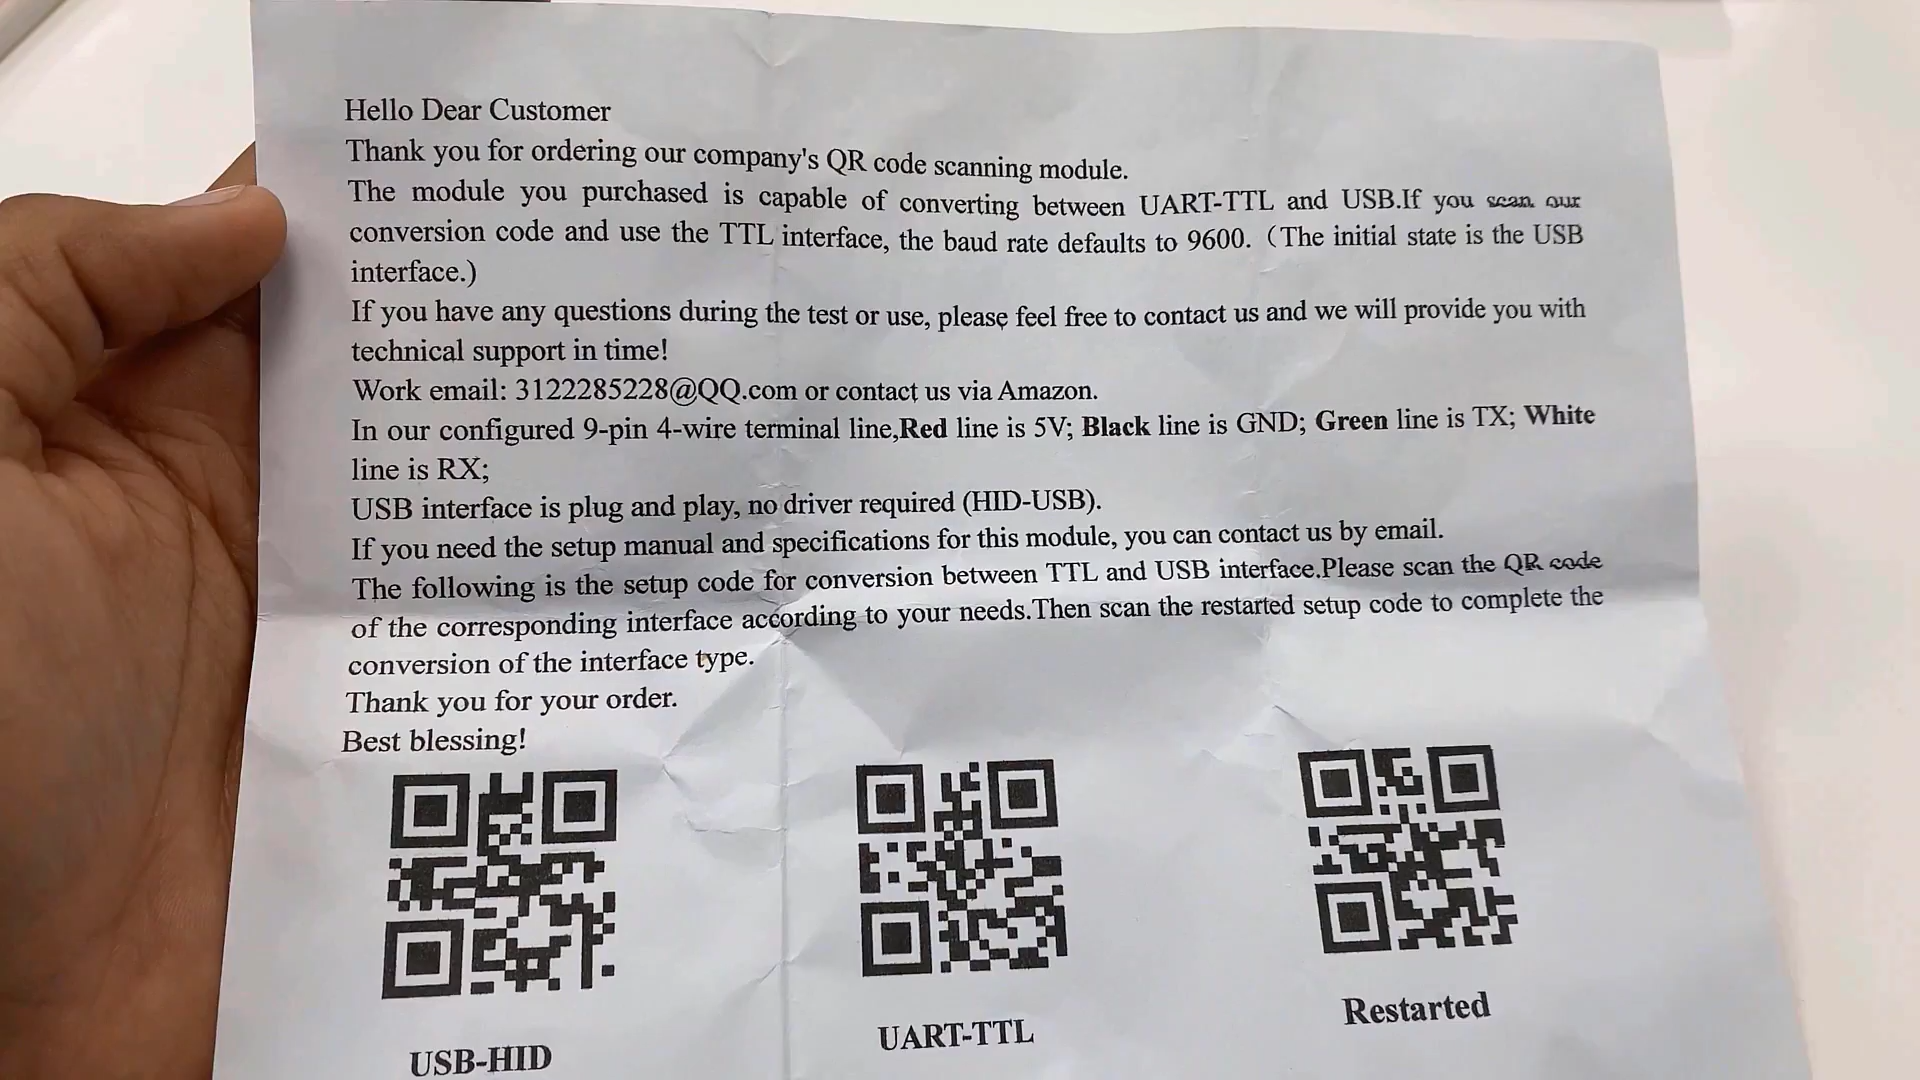 Hello Dear Customer
Thank you for ordering our company's QR code scanning module.
The module you purchased is capable of converting between UART-TTL and USB.If you scan our
conversion code and use the TTL interface, the baud rate defaults to 9600.（The initial state is the USB
interface.)
If you have any questions during the test or use, please feel free to contact us and we will provide you with
technical support in time!
Work email: 3122285228@QQ.com or contact us via Amazon.
In our configured 9-pin 4-wire terminal line,Red line is 5V; Black line is GND; Green line is TX; White
line is RX;
USB interface is plug and play, no driver required (HID-USB).
If you need the setup manual and specifications for this module, you can contact us by email.
The following is the setup code for conversion between TTL and USB interface.Please scan the QR code
of the corresponding interface according to your needs.Then scan the restarted setup code to complete the
conversion of the interface type.
Thank you for your order.
Best blessing!
USB-HID
UART-TTL
Restarted